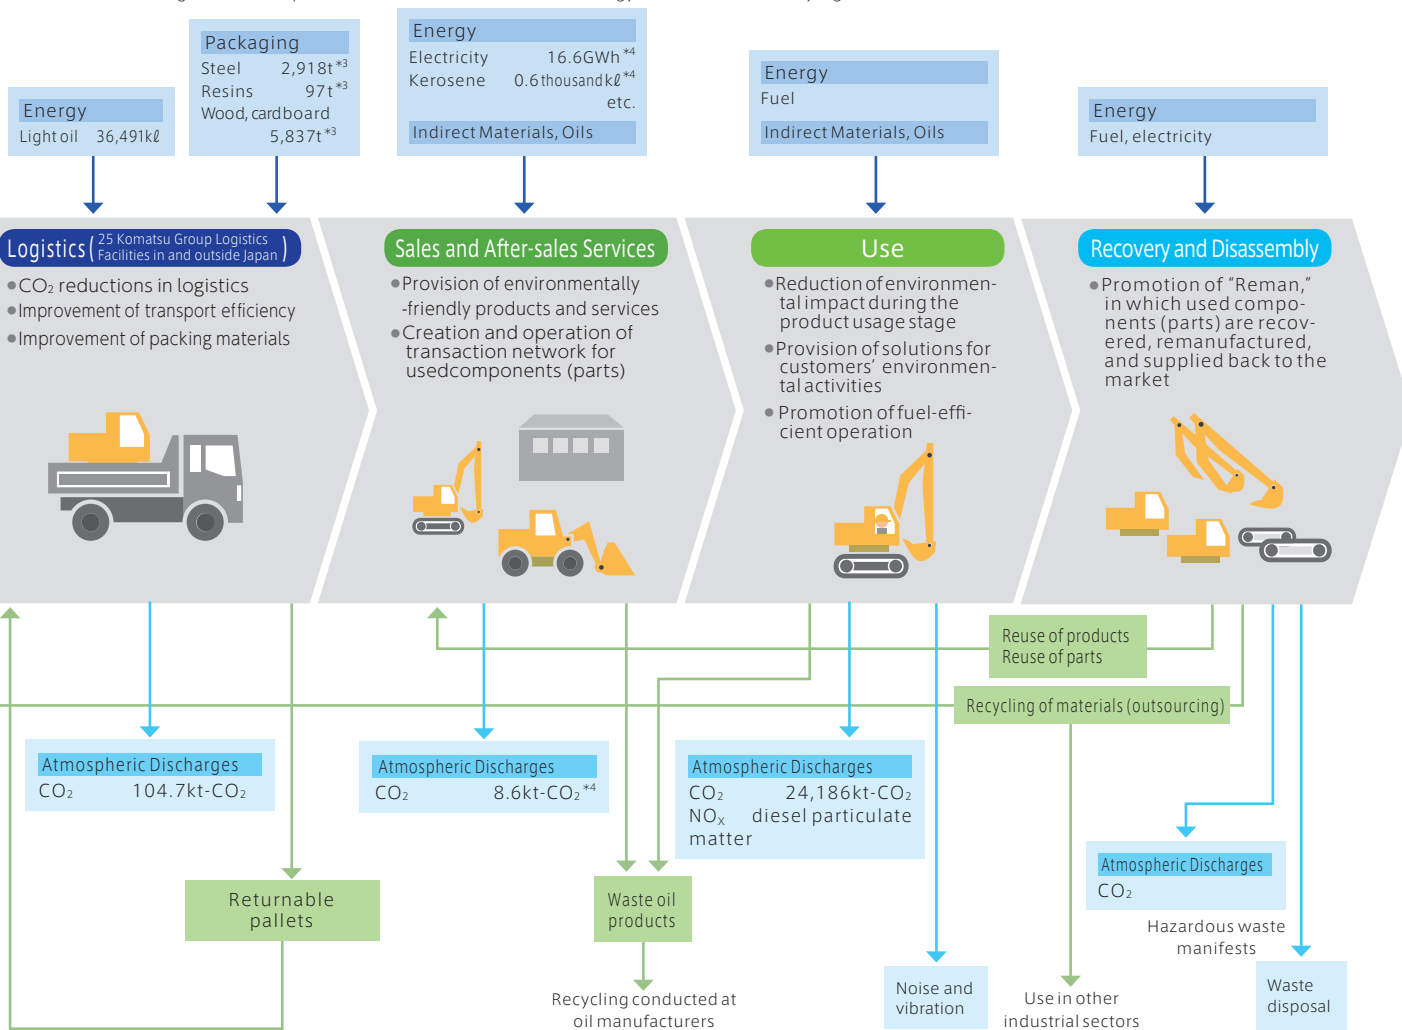 Energy
Light oil 36,491kℓ
Packaging
Steel 2,918t*3
Resins 97t*3
Wood, cardboard
5,837t*3
Energy
Electricity 16.6GWh*4
Kerosene 0.6thousandkℓ*4
etc.
Indirect Materials, Oils
Energy
Fuel
Indirect Materials, Oils
Energy
Fuel, electricity
Logistics (25 Komatsu Group Logistics
Facilities in and outside Japan)
●CO2 reductions in logistics
●Improvement of transport efficiency
●Improvement of packing materials
Sales and After-sales Services
●Provision of environmentally
-friendly products and services
●Creation and operation of
transaction network for
usedcomponents (parts)
Use
●Reduction of environmen-
tal impact during the
product usage stage
●Provision of solutions for
customers’ environmen-
tal activities
● Promotion of fuel-effi-
cient operation
Recovery and Disassembly
●Promotion of “Reman,”
in which used compo-
nents (parts) are recov-
ered, remanufactured,
and supplied back to the
market
Reuse of products
Reuse of parts
Recycling of materials (outsourcing)
Atmospheric Discharges
CO2 104.7kt-CO2
Atmospheric Discharges
CO2 8.6kt-CO2*4
Atmospheric Discharges
CO2 24,186kt-CO2
NOX diesel particulate
matter
Atmospheric Discharges
CO2
Returnable
pallets
Waste oil
products
Hazardous waste
manifests
Noise and
vibration
Waste
disposal
Recycling conducted at
oil manufacturers
Use in other
industrial sectors